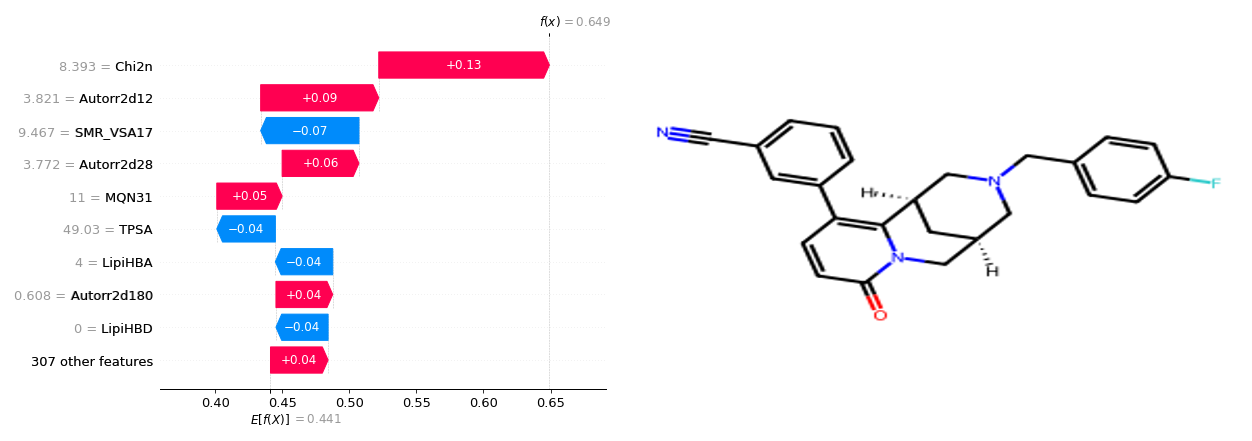 f(x) = 0.649
8.393 = Chi2n
+0.13
3.821 = Autorr2d12
+0.09
9.467 = SMR_VSA17
−0.07
3.772 = Autorr2d28
+0.06
11 = MQN31
+0.05
49.03 = TPSA
−0.04
4 = LipiHBA
−0.04
0.608 = Autorr2d180
+0.04
0 = LipiHBD
−0.04
307 other features
+0.04
0.40 0.45 0.50 0.55 0.60 0.65
E[f(X)] = 0.441
N
H
N
F
N
H
O